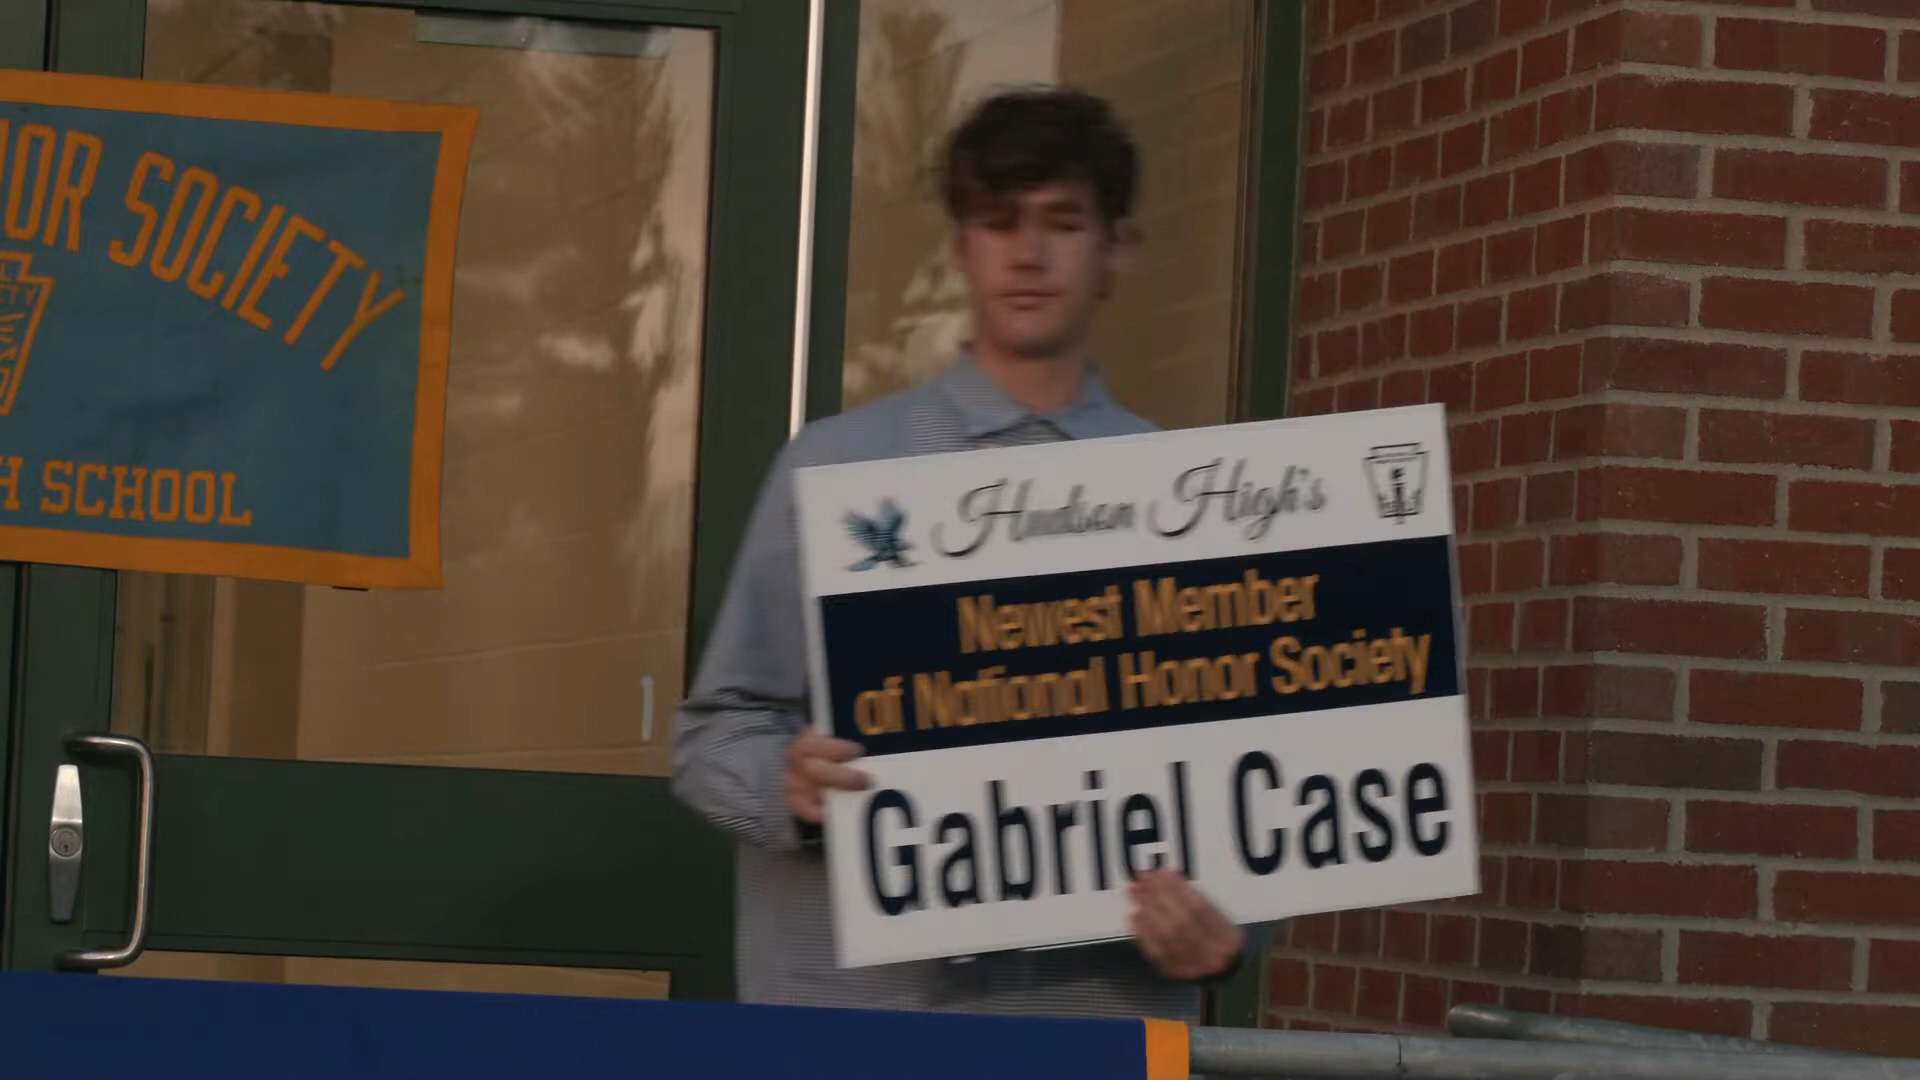 OR SOCIETY
H SCHOOL
Hudson High's
Newest Member
of National Honor Society
Gabriel Case